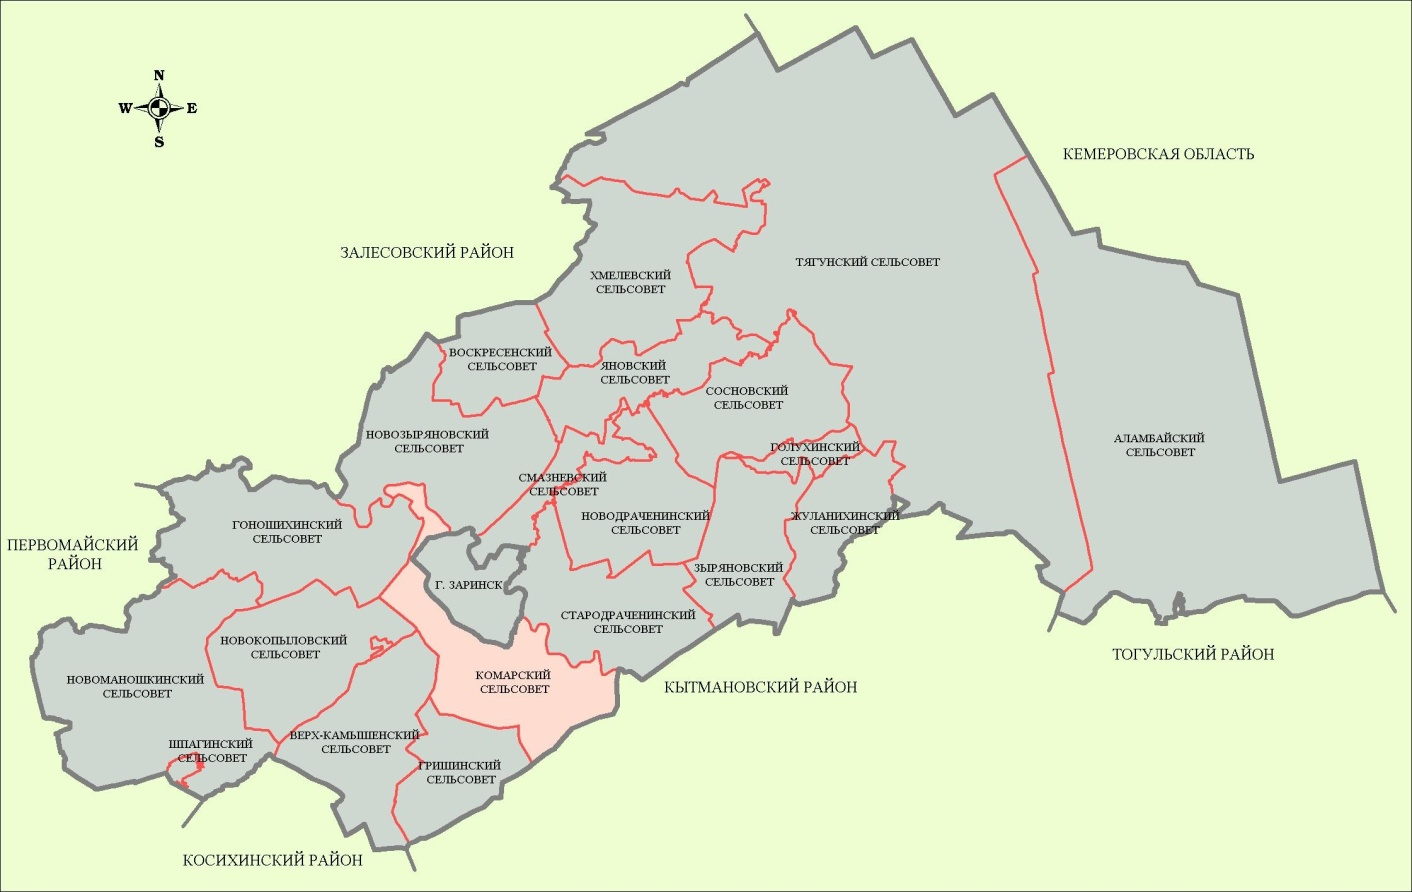 N
W
E
S
КЕМЕРОВСКАЯ ОБЛАСТЬ
ЗАЛЕСОВСКИЙ РАЙОН
ТЯГУНСКИЙ СЕЛЬСОВЕТ
ХМЕЛЕВСКИЙ
СЕЛЬСОВЕТ
ВОСКРЕСЕНСКИЙ
СЕЛЬСОВЕТ
ЯНОВСКИЙ
СЕЛЬСОВЕТ
СОСНОВСКИЙ
СЕЛЬСОВЕТ
НОВОЗЫРЯНОВСКИЙ
СЕЛЬСОВЕТ
ГОЛУХИНСКИЙ
СЕЛЬСОВЕТ
АЛАМБАЙСКИЙ
СЕЛЬСОВЕТ
СМАЗНЕВСКИЙ
СЕЛЬСОВЕТ
ГОНОШИХИНСКИЙ
СЕЛЬСОВЕТ
НОВОДРАЧЕНИНСКИЙ
СЕЛЬСОВЕТ
ЖУЛАНИХИНСКИЙ
СЕЛЬСОВЕТ
ПЕРВОМАЙСКИЙ
РАЙОН
Г. ЗАРИНСК
ЗЫРЯНОВСКИЙ
СЕЛЬСОВЕТ
СТАРОДРАЧЕНИНСКИЙ
СЕЛЬСОВЕТ
НОВОКОПЫЛОВСКИЙ
СЕЛЬСОВЕТ
ТОГУЛЬСКИЙ РАЙОН
НОВОМАНОШКИНСКИЙ
СЕЛЬСОВЕТ
КОМАРСКИЙ
СЕЛЬСОВЕТ
КЫТМАНОВСКИЙ РАЙОН
ШПАГИНСКИЙ
СЕЛЬСОВЕТ
ВЕРХ-КАМЫШЕНСКИЙ
СЕЛЬСОВЕТ
ГРИШИНСКИЙ
СЕЛЬСОВЕТ
КОСИХИНСКИЙ РАЙОН